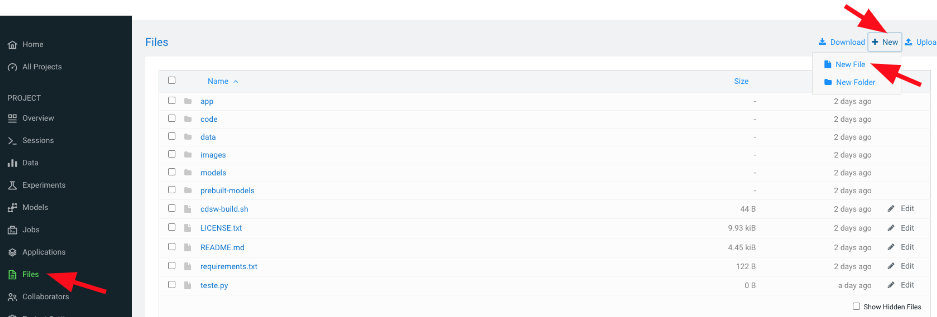 Home
All Projects
PROJECT
Overview
Sessions
Data
Experiments
Models
Jobs
Applications
Files
Collaborators
Files
Download
New
New File
New Folder
Name Size
app - 2 days ago
code - 2 days ago
data - 2 days ago
images - 2 days ago
models - 2 days ago
prebuilt-models - 2 days ago
cdsw-build.sh 44 B 2 days ago Edit
LICENSE.txt 9.93 kiB 2 days ago Edit
README.md 4.45 kiB 2 days ago Edit
requirements.txt 122 B 2 days ago Edit
teste.py 0 B a day ago Edit
Show Hidden Files